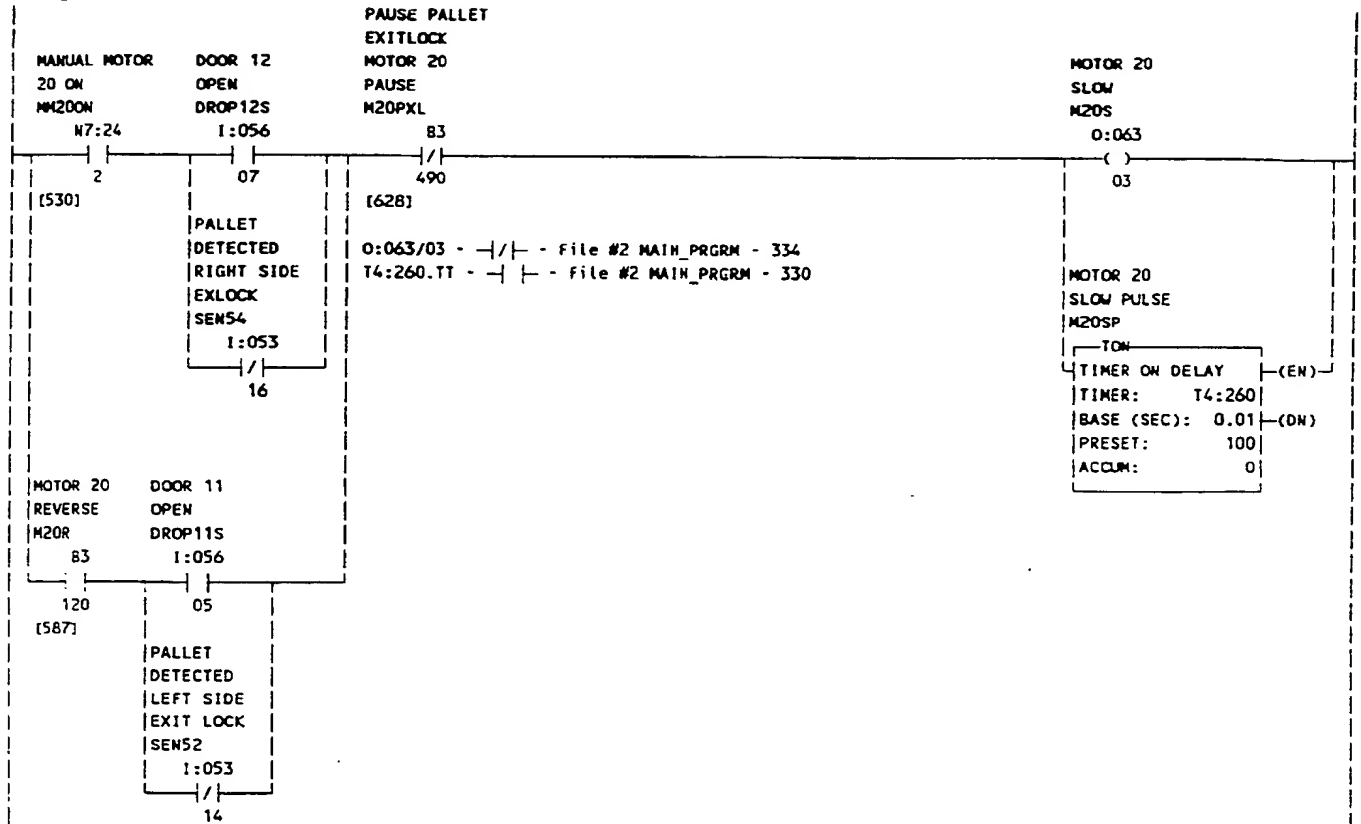 PAUSE PALLET
EXITLOCK
MANUAL MOTOR DOOR 12 MOTOR 20 MOTOR 20
20 ON OPEN PAUSE SLOW
MM20ON DROP12S M20PXL M20S
N7:24 I:056 B3 O:063
2 07 490 03
[530] [628]
PALLET
DETECTED O:063/03 - ┤/├ - File #2 MAIN_PRGRM - 334
RIGHT SIDE T4:260.TT - ┤ ├ - File #2 MAIN_PRGRM - 330
EXLOCK MOTOR 20
SEN54 SLOW PULSE
I:053 M20SP
16 TON
TIMER ON DELAY (EN)
TIMER: T4:260
BASE (SEC): 0.01 (DN)
PRESET: 100
ACCUM: 0
MOTOR 20 DOOR 11
REVERSE OPEN
M20R DROP11S
B3 I:056
120 05
[587]
PALLET
DETECTED
LEFT SIDE
EXIT LOCK
SEN52
I:053
14